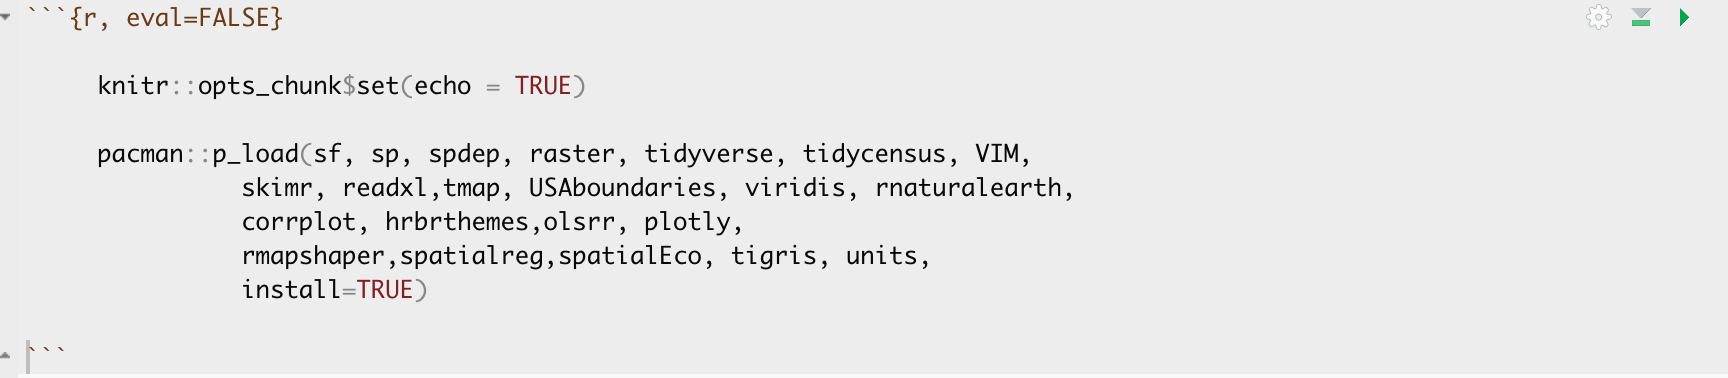 ```{r, eval=FALSE}
knitr::opts_chunk$set(echo = TRUE)
pacman::p_load(sf, sp, spdep, raster, tidyverse, tidycensus, VIM,
skimr, readxl,tmap, USAboundaries, viridis, rnaturalearth,
corrplot, hrbrthemes,olsrr, plotly,
rmapshaper,spatialreg,spatialEco, tigris, units,
install=TRUE)
```